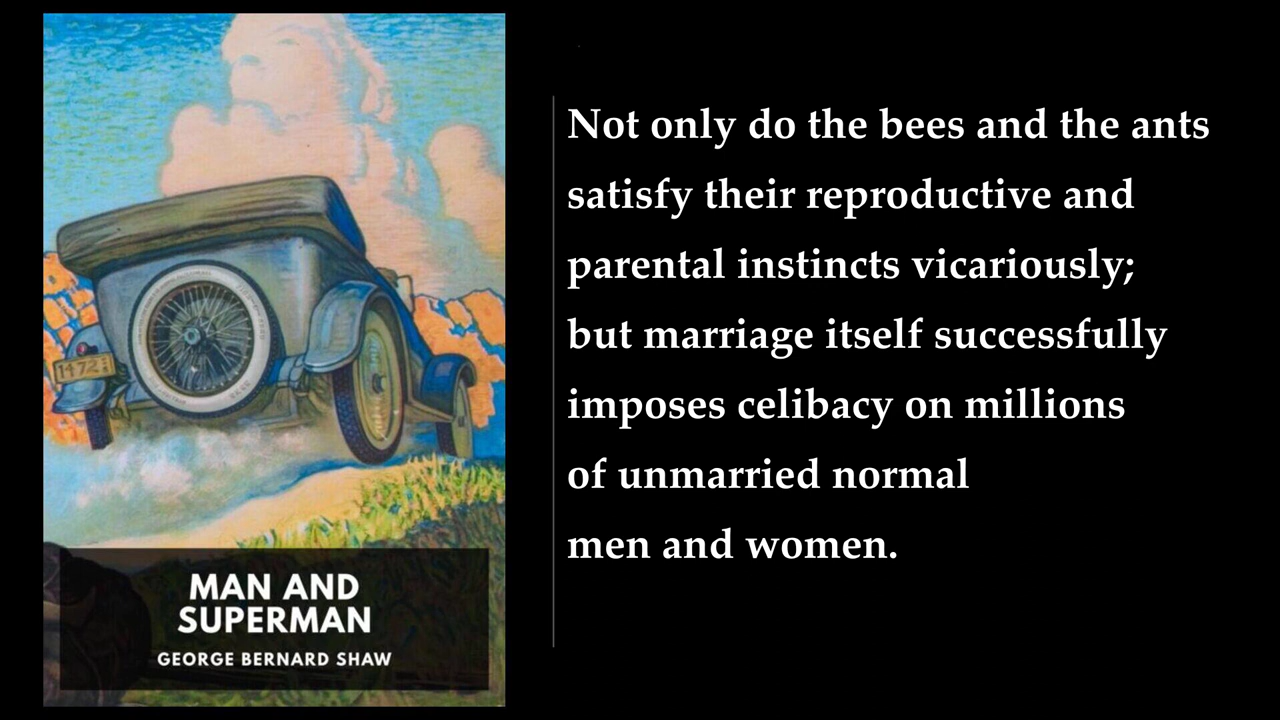 1472
MAN AND
SUPERMAN
GEORGE BERNARD SHAW
Not only do the bees and the ants
satisfy their reproductive and
parental instincts vicariously;
but marriage itself successfully
imposes celibacy on millions
of unmarried normal
men and women.